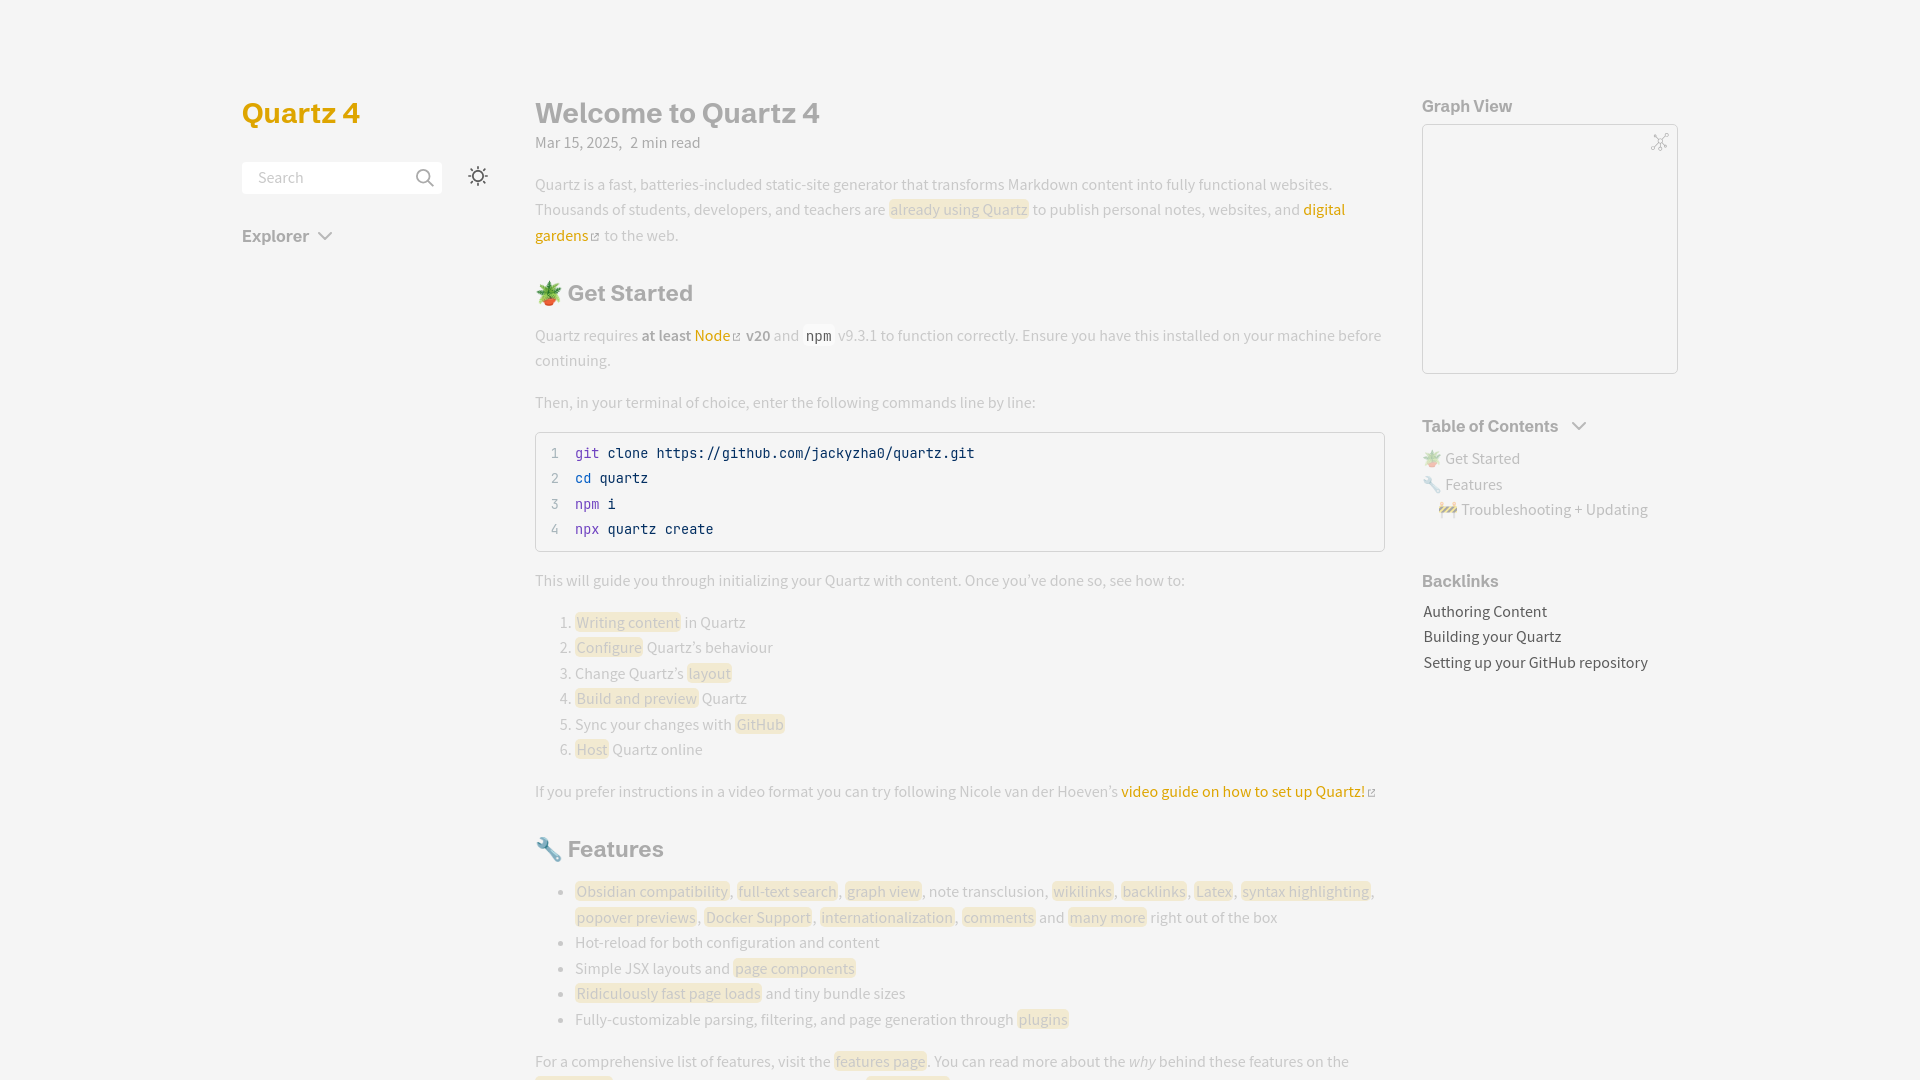 Quartz 4
Search
Explorer
Welcome to Quartz 4
Mar 15, 2025, 2 min read
Quartz is a fast, batteries-included static-site generator that transforms Markdown content into fully functional websites.
Thousands of students, developers, and teachers are already using Quartz to publish personal notes, websites, and digital
gardens to the web.
🪴 Get Started
Quartz requires at least Node v20 and npm v9.3.1 to function correctly. Ensure you have this installed on your machine before
continuing.
Then, in your terminal of choice, enter the following commands line by line:
1 git clone https://github.com/jackyzha0/quartz.git
2 cd quartz
3 npm i
4 npx quartz create
This will guide you through initializing your Quartz with content. Once you’ve done so, see how to:
1. Writing content in Quartz
2. Configure Quartz’s behaviour
3. Change Quartz’s layout
4. Build and preview Quartz
5. Sync your changes with GitHub
6. Host Quartz online
If you prefer instructions in a video format you can try following Nicole van der Hoeven’s video guide on how to set up Quartz!
🔧 Features
• Obsidian compatibility, full-text search, graph view, note transclusion, wikilinks, backlinks, Latex, syntax highlighting,
popover previews, Docker Support, internationalization, comments and many more right out of the box
• Hot-reload for both configuration and content
• Simple JSX layouts and page components
• Ridiculously fast page loads and tiny bundle sizes
• Fully-customizable parsing, filtering, and page generation through plugins
For a comprehensive list of features, visit the features page. You can read more about the why behind these features on the
Graph View
Table of Contents
🪴 Get Started
🔧 Features
🚧 Troubleshooting + Updating
Backlinks
Authoring Content
Building your Quartz
Setting up your GitHub repository